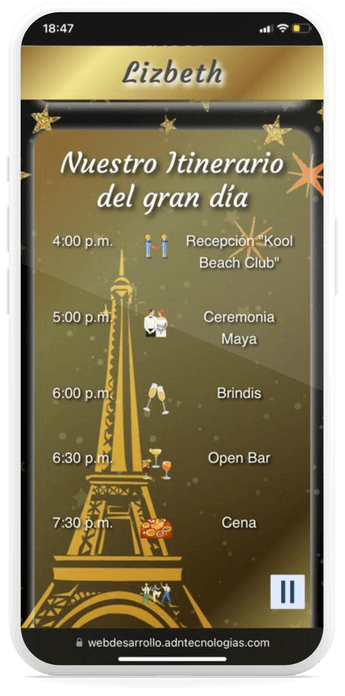 18:47
Lizbeth
Nuestro Itinerario
del gran día
4:00 p.m.
Recepción "Kool
Beach Club"
5:00 p.m.
Ceremonia
Maya
6:00 p.m.
Brindis
6:30 p.m.
Open Bar
7:30 p.m.
Cena
webdesarrollo.adntecnologias.com